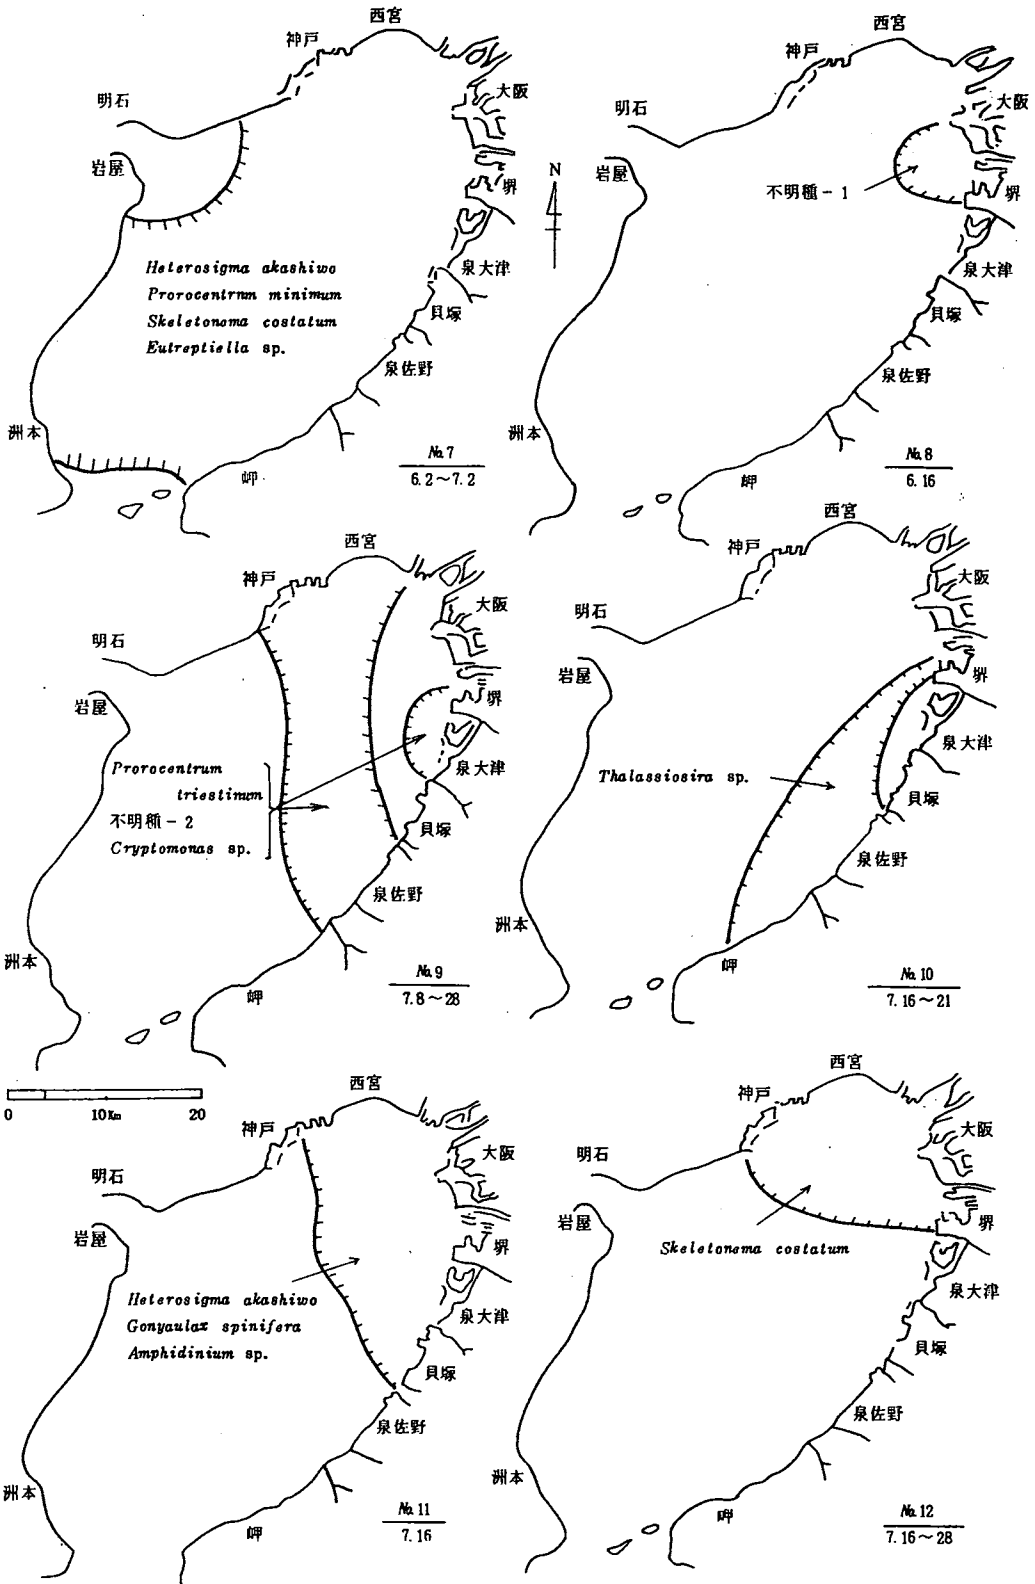 西宮
神戸
明石
大阪
岩屋
堺
泉大津
貝塚
泉佐野
洲本
岬
Heterosigma akashiwo
Prorocentrum minimum
Skeletonema costatum
Eutreptiella sp.
No.7
6.2～7.2
N
西宮
神戸
明石
大阪
岩屋
不明種-1
堺
泉大津
貝塚
泉佐野
洲本
岬
No.8
6.16
西宮
神戸
大阪
明石
岩屋
堺
泉大津
Prorocentrum
triestinum
不明種-2
Cryptomonas sp.
貝塚
泉佐野
洲本
岬
No.9
7.8～28
西宮
神戸
大阪
明石
岩屋
堺
泉大津
Thalassiosira sp.
貝塚
泉佐野
洲本
岬
No.10
7.16～21
0 10Km 20
西宮
神戸
大阪
明石
岩屋
堺
Heterosigma akashiwo
Gonyaulax spinifera
Amphidinium sp.
泉大津
貝塚
泉佐野
洲本
岬
No.11
7.16
西宮
神戸
大阪
明石
岩屋
堺
Skeletonema costatum
泉大津
貝塚
泉佐野
洲本
岬
No.12
7.16～28